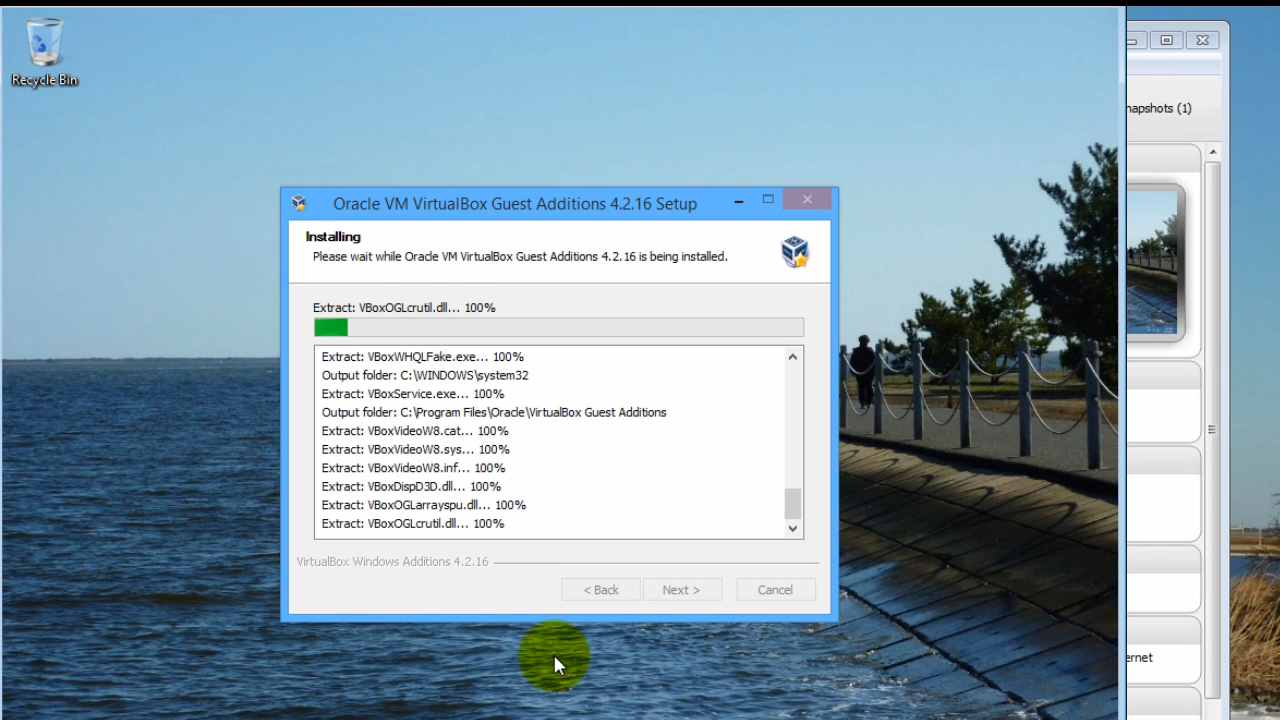 Recycle Bin
napshots (1)
Oracle VM VirtualBox Guest Additions 4.2.16 Setup
Installing
Please wait while Oracle VM VirtualBox Guest Additions 4.2.16 is being installed.
Extract: VBoxOGLcrutil.dll... 100%
Extract: VBoxWHQLFake.exe... 100%
Output folder: C:\WINDOWS\system32
Extract: VBoxService.exe... 100%
Output folder: C:\Program Files\Oracle\VirtualBox Guest Additions
Extract: VBoxVideoW8.cat... 100%
Extract: VBoxVideoW8.sys... 100%
Extract: VBoxVideoW8.inf... 100%
Extract: VBoxDispD3D.dll... 100%
Extract: VBoxOGLarrayspu.dll... 100%
Extract: VBoxOGLcrutil.dll... 100%
VirtualBox Windows Additions 4.2.16
< Back
Next >
Cancel
ernet